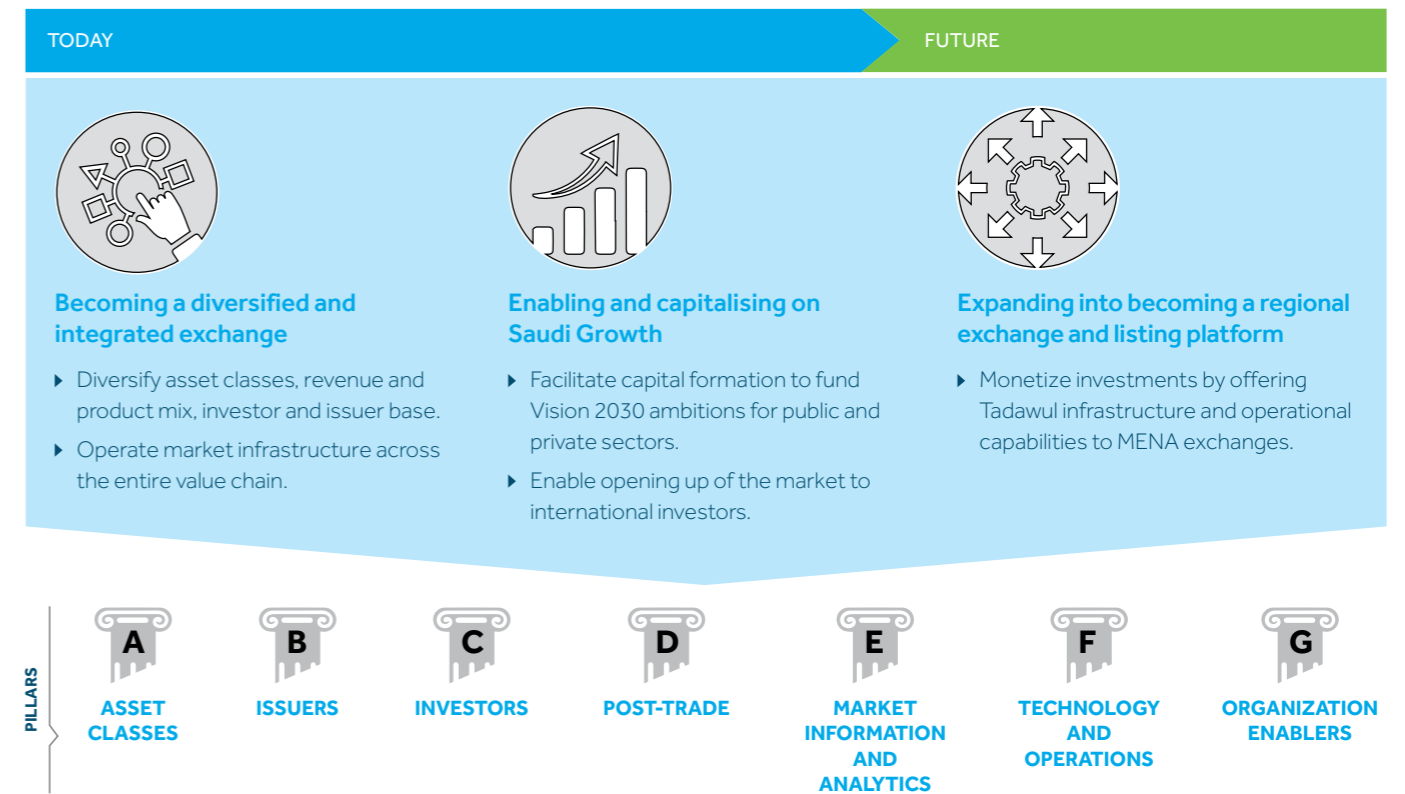 TODAY
FUTURE
Becoming a diversified and
integrated exchange
Diversify asset classes, revenue and
product mix, investor and issuer base.
Operate market infrastructure across
the entire value chain.
Enabling and capitalising on
Saudi Growth
Facilitate capital formation to fund
Vision 2030 ambitions for public and
private sectors.
Enable opening up of the market to
international investors.
Expanding into becoming a regional
exchange and listing platform
Monetize investments by offering
Tadawul infrastructure and operational
capabilities to MENA exchanges.
PILLARS
A
ASSET
CLASSES
B
ISSUERS
C
INVESTORS
D
POST-TRADE
E
MARKET
INFORMATION
AND
ANALYTICS
F
TECHNOLOGY
AND
OPERATIONS
G
ORGANIZATION
ENABLERS